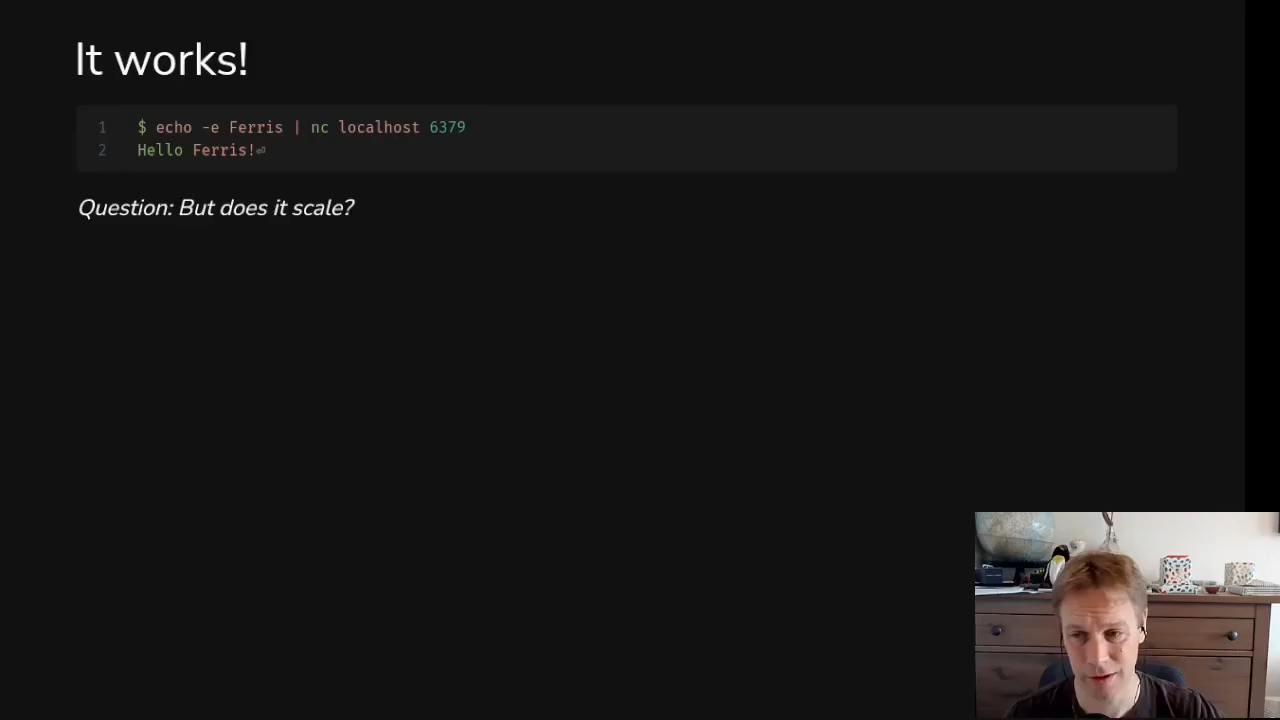 It works!
1 $ echo -e Ferris | nc localhost 6379
2 Hello Ferris!⏎
Question: But does it scale?